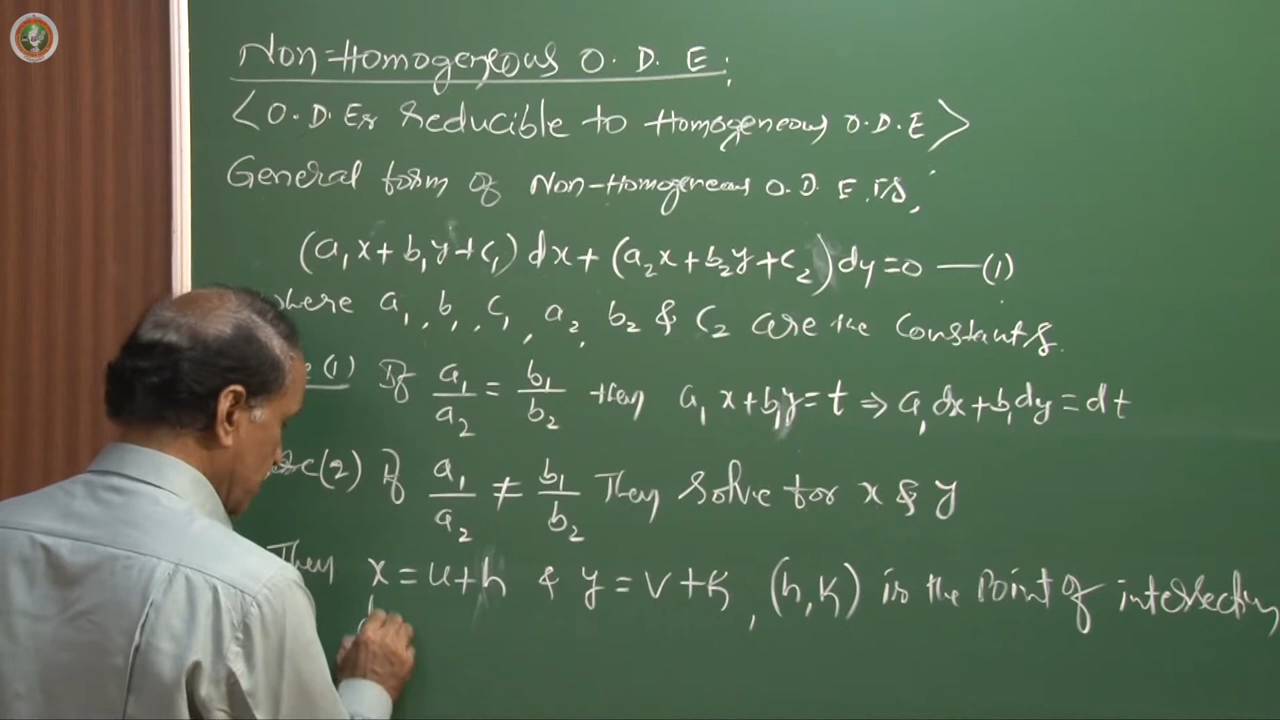 Non-Homogeneous O. D. E:
<O.D.Es reducible to Homogeneous O.D.E>
General form of Non-Homogeneous O. D. E is,
(a₁x + b₁y + c₁) dx + (a₂x + b₂y + c₂) dy = 0 — (1)
where a₁, b₁, c₁, a₂, b₂ & c₂ are the Constants.
(1) If a₁/a₂ = b₁/b₂ then a₁x + b₁y = t ⇒ a₁dx + b₁dy = dt
(2) If a₁/a₂ ≠ b₁/b₂ Then Solve for x & y
Then x = u + h & y = v + k, (h, k) is the Point of intersection